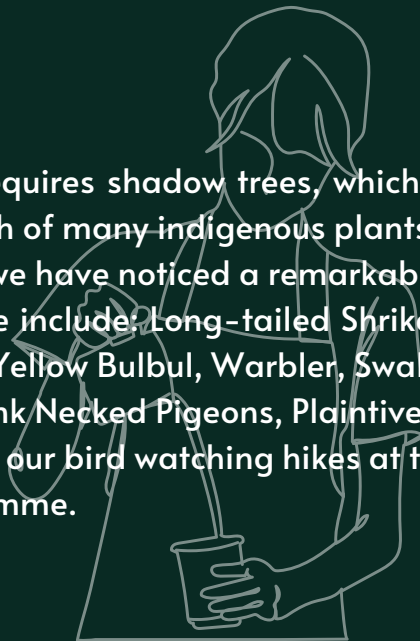 quires shadow trees, which
h of many indigenous plants
ve have noticed a remarkab
e include: Long-tailed Shrik
Yellow Bulbul, Warbler, Swal
nk Necked Pigeons, Plaintive
our bird watching hikes at t
mme.